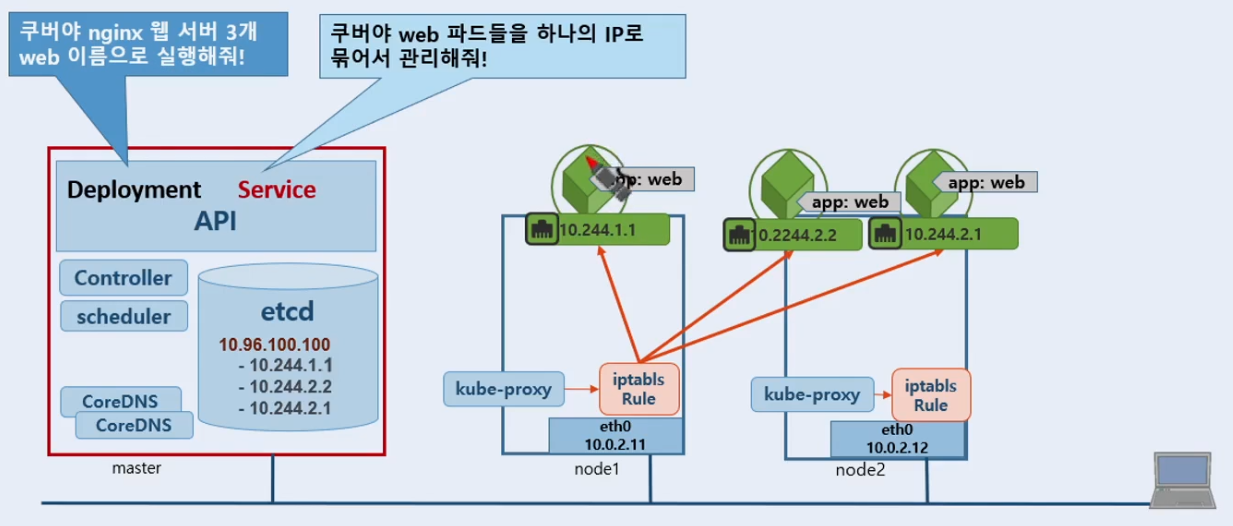 쿠버야 nginx 웹 서버 3개
web 이름으로 실행해줘!
쿠버야 web 파드들을 하나의 IP로
묶어서 관리해줘!
Deployment
Service
API
Controller
scheduler
etcd
10.96.100.100
- 10.244.1.1
- 10.244.2.2
- 10.244.2.1
CoreDNS
CoreDNS
master
web
10.244.1.1
kube-proxy
iptabls
Rule
eth0
10.0.2.11
node1
app: web
0.2244.2.2
app: web
10.244.2.1
kube-proxy
iptabls
Rule
eth0
10.0.2.12
node2